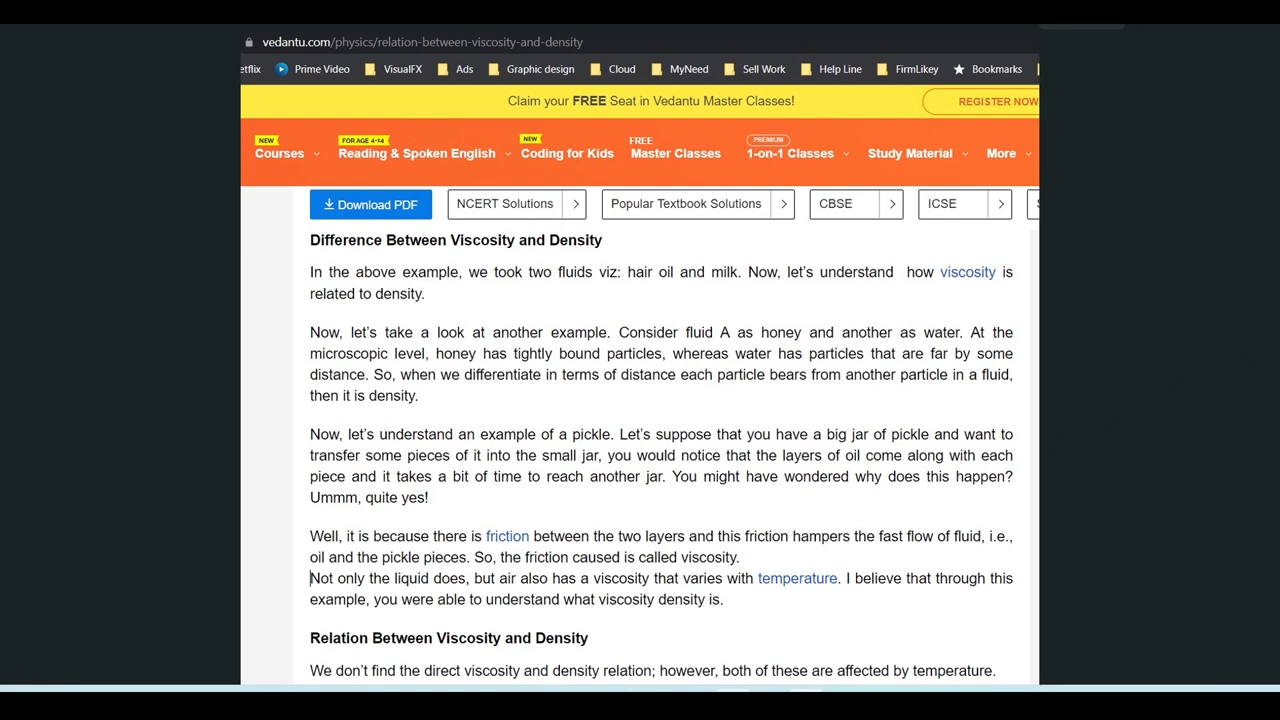 vedantu.com/physics/relation-between-viscosity-and-density
etflix Prime Video VisualFX Ads Graphic design Cloud MyNeed Sell Work Help Line FirmLikey Bookmarks
Claim your FREE Seat in Vedantu Master Classes! REGISTER NOW
NEW FOR AGE 4-14 NEW FREE PREMIUM
Courses Reading & Spoken English Coding for Kids Master Classes 1-on-1 Classes Study Material More
Download PDF NCERT Solutions Popular Textbook Solutions CBSE ICSE
Difference Between Viscosity and Density
In the above example, we took two fluids viz: hair oil and milk. Now, let’s understand how viscosity is
related to density.
Now, let’s take a look at another example. Consider fluid A as honey and another as water. At the
microscopic level, honey has tightly bound particles, whereas water has particles that are far by some
distance. So, when we differentiate in terms of distance each particle bears from another particle in a fluid,
then it is density.
Now, let’s understand an example of a pickle. Let’s suppose that you have a big jar of pickle and want to
transfer some pieces of it into the small jar, you would notice that the layers of oil come along with each
piece and it takes a bit of time to reach another jar. You might have wondered why does this happen?
Ummm, quite yes!
Well, it is because there is friction between the two layers and this friction hampers the fast flow of fluid, i.e.,
oil and the pickle pieces. So, the friction caused is called viscosity.
Not only the liquid does, but air also has a viscosity that varies with temperature. I believe that through this
example, you were able to understand what viscosity density is.
Relation Between Viscosity and Density
We don’t find the direct viscosity and density relation; however, both of these are affected by temperature.